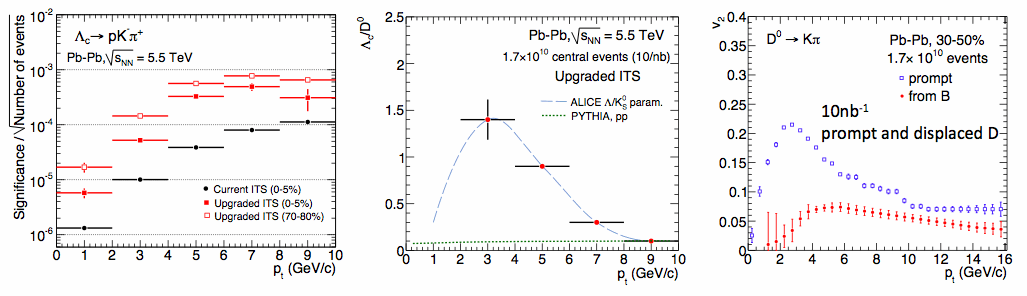 Significance / √Number of events
10⁻²
10⁻³
10⁻⁴
10⁻⁵
10⁻⁶
Λc → pK⁻π⁺
Pb-Pb,√sNN = 5.5 TeV
Current ITS (0-5%)
Upgraded ITS (0-5%)
Upgraded ITS (70-80%)
0 1 2 3 4 5 6 7 8 9 10
pt (GeV/c)
Λc/D⁰
2.5
2
1.5
1
0.5
0
Pb-Pb,√sNN = 5.5 TeV
1.7×10¹⁰ central events (10/nb)
Upgraded ITS
ALICE Λ/K⁰S param.
PYTHIA, pp
0 1 2 3 4 5 6 7 8 9 10
pt (GeV/c)
v2
0.4
0.35
0.3
0.25
0.2
0.15
0.1
0.05
0
D⁰ → Kπ
Pb-Pb, 30-50%
1.7× 10¹⁰ events
prompt
from B
10nb⁻¹
prompt and displaced D
0 2 4 6 8 10 12 14 16
pt (GeV/c)